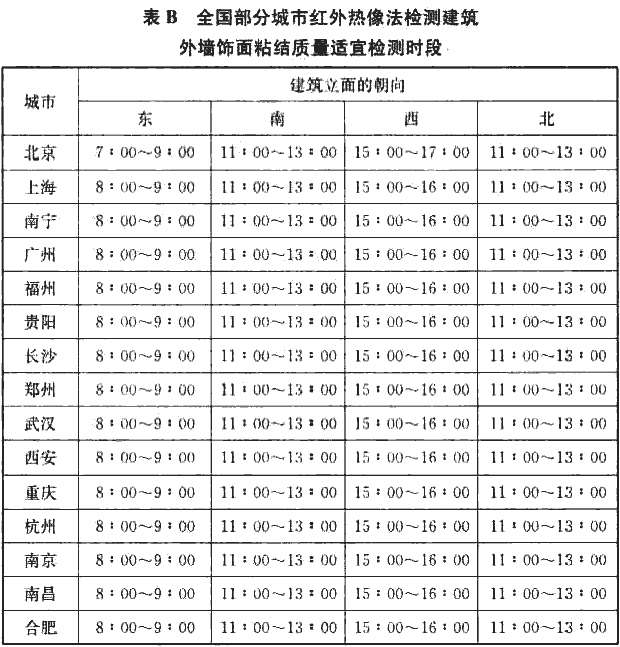 表 B 全国部分城市红外热像法检测建筑
外墙饰面粘结质量适宜检测时段
城市 建筑立面的朝向
东 南 西 北
北京 7：00～9：00 11：00～13：00 15：00～17：00 11：00～13：00
上海 8：00～9：00 11：00～13：00 15：00～16：00 11：00～13：00
南宁 8：00～9：00 11：00～13：00 15：00～16：00 11：00～13：00
广州 8：00～9：00 11：00～13：00 15：00～16：00 11：00～13：00
福州 8：00～9：00 11：00～13：00 15：00～16：00 11：00～13：00
贵阳 8：00～9：00 11：00～13：00 15：00～16：00 11：00～13：00
长沙 8：00～9：00 11：00～13：00 15：00～16：00 11：00～13：00
郑州 8：00～9：00 11：00～13：00 15：00～16：00 11：00～13：00
武汉 8：00～9：00 11：00～13：00 15：00～16：00 11：00～13：00
西安 8：00～9：00 11：00～13：00 15：00～16：00 11：00～13：00
重庆 8：00～9：00 11：00～13：00 15：00～16：00 11：00～13：00
杭州 8：00～9：00 11：00～13：00 15：00～16：00 11：00～13：00
南京 8：00～9：00 11：00～13：00 15：00～16：00 11：00～13：00
南昌 8：00～9：00 11：00～13：00 15：00～16：00 11：00～13：00
合肥 8：00～9：00 11：00～13：00 15：00～16：00 11：00～13：00